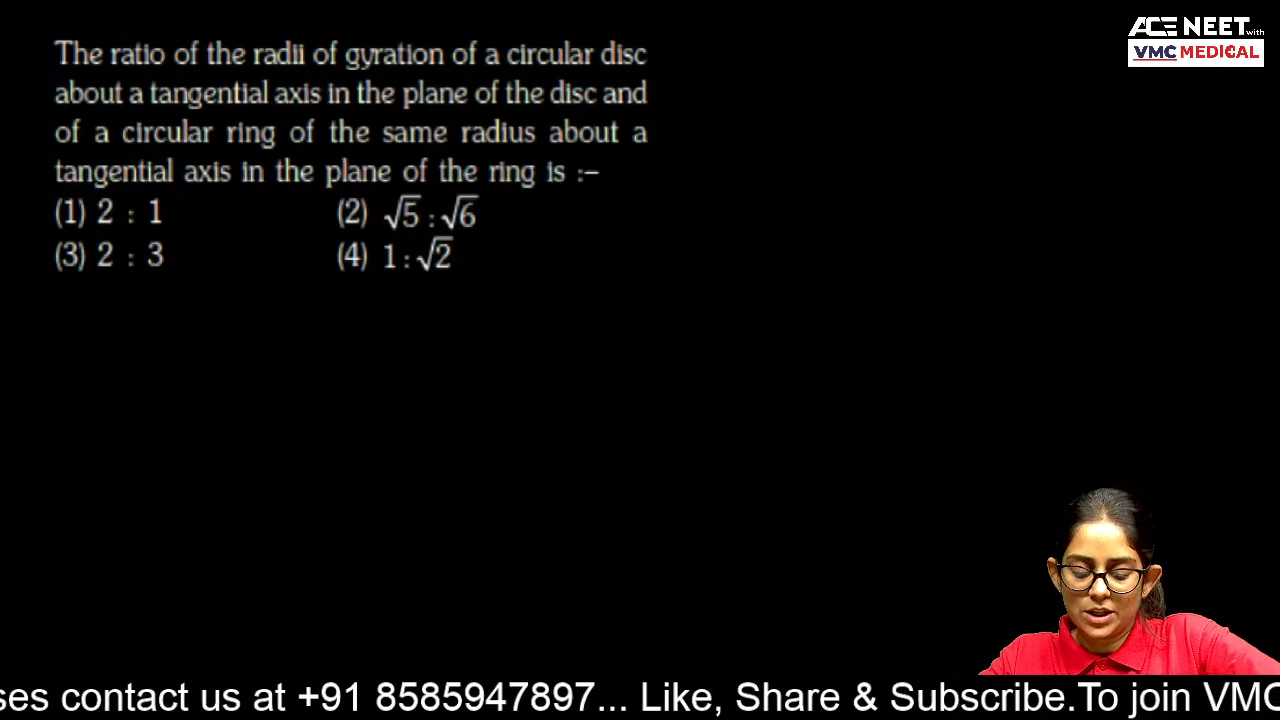 ACE NEET with
VMC MEDICAL
The ratio of the radii of gyration of a circular disc
about a tangential axis in the plane of the disc and
of a circular ring of the same radius about a
tangential axis in the plane of the ring is :–
(1) 2 : 1 (2) √5 : √6
(3) 2 : 3 (4) 1 : √2
ses contact us at +91 8585947897... Like, Share & Subscribe.To join VMC